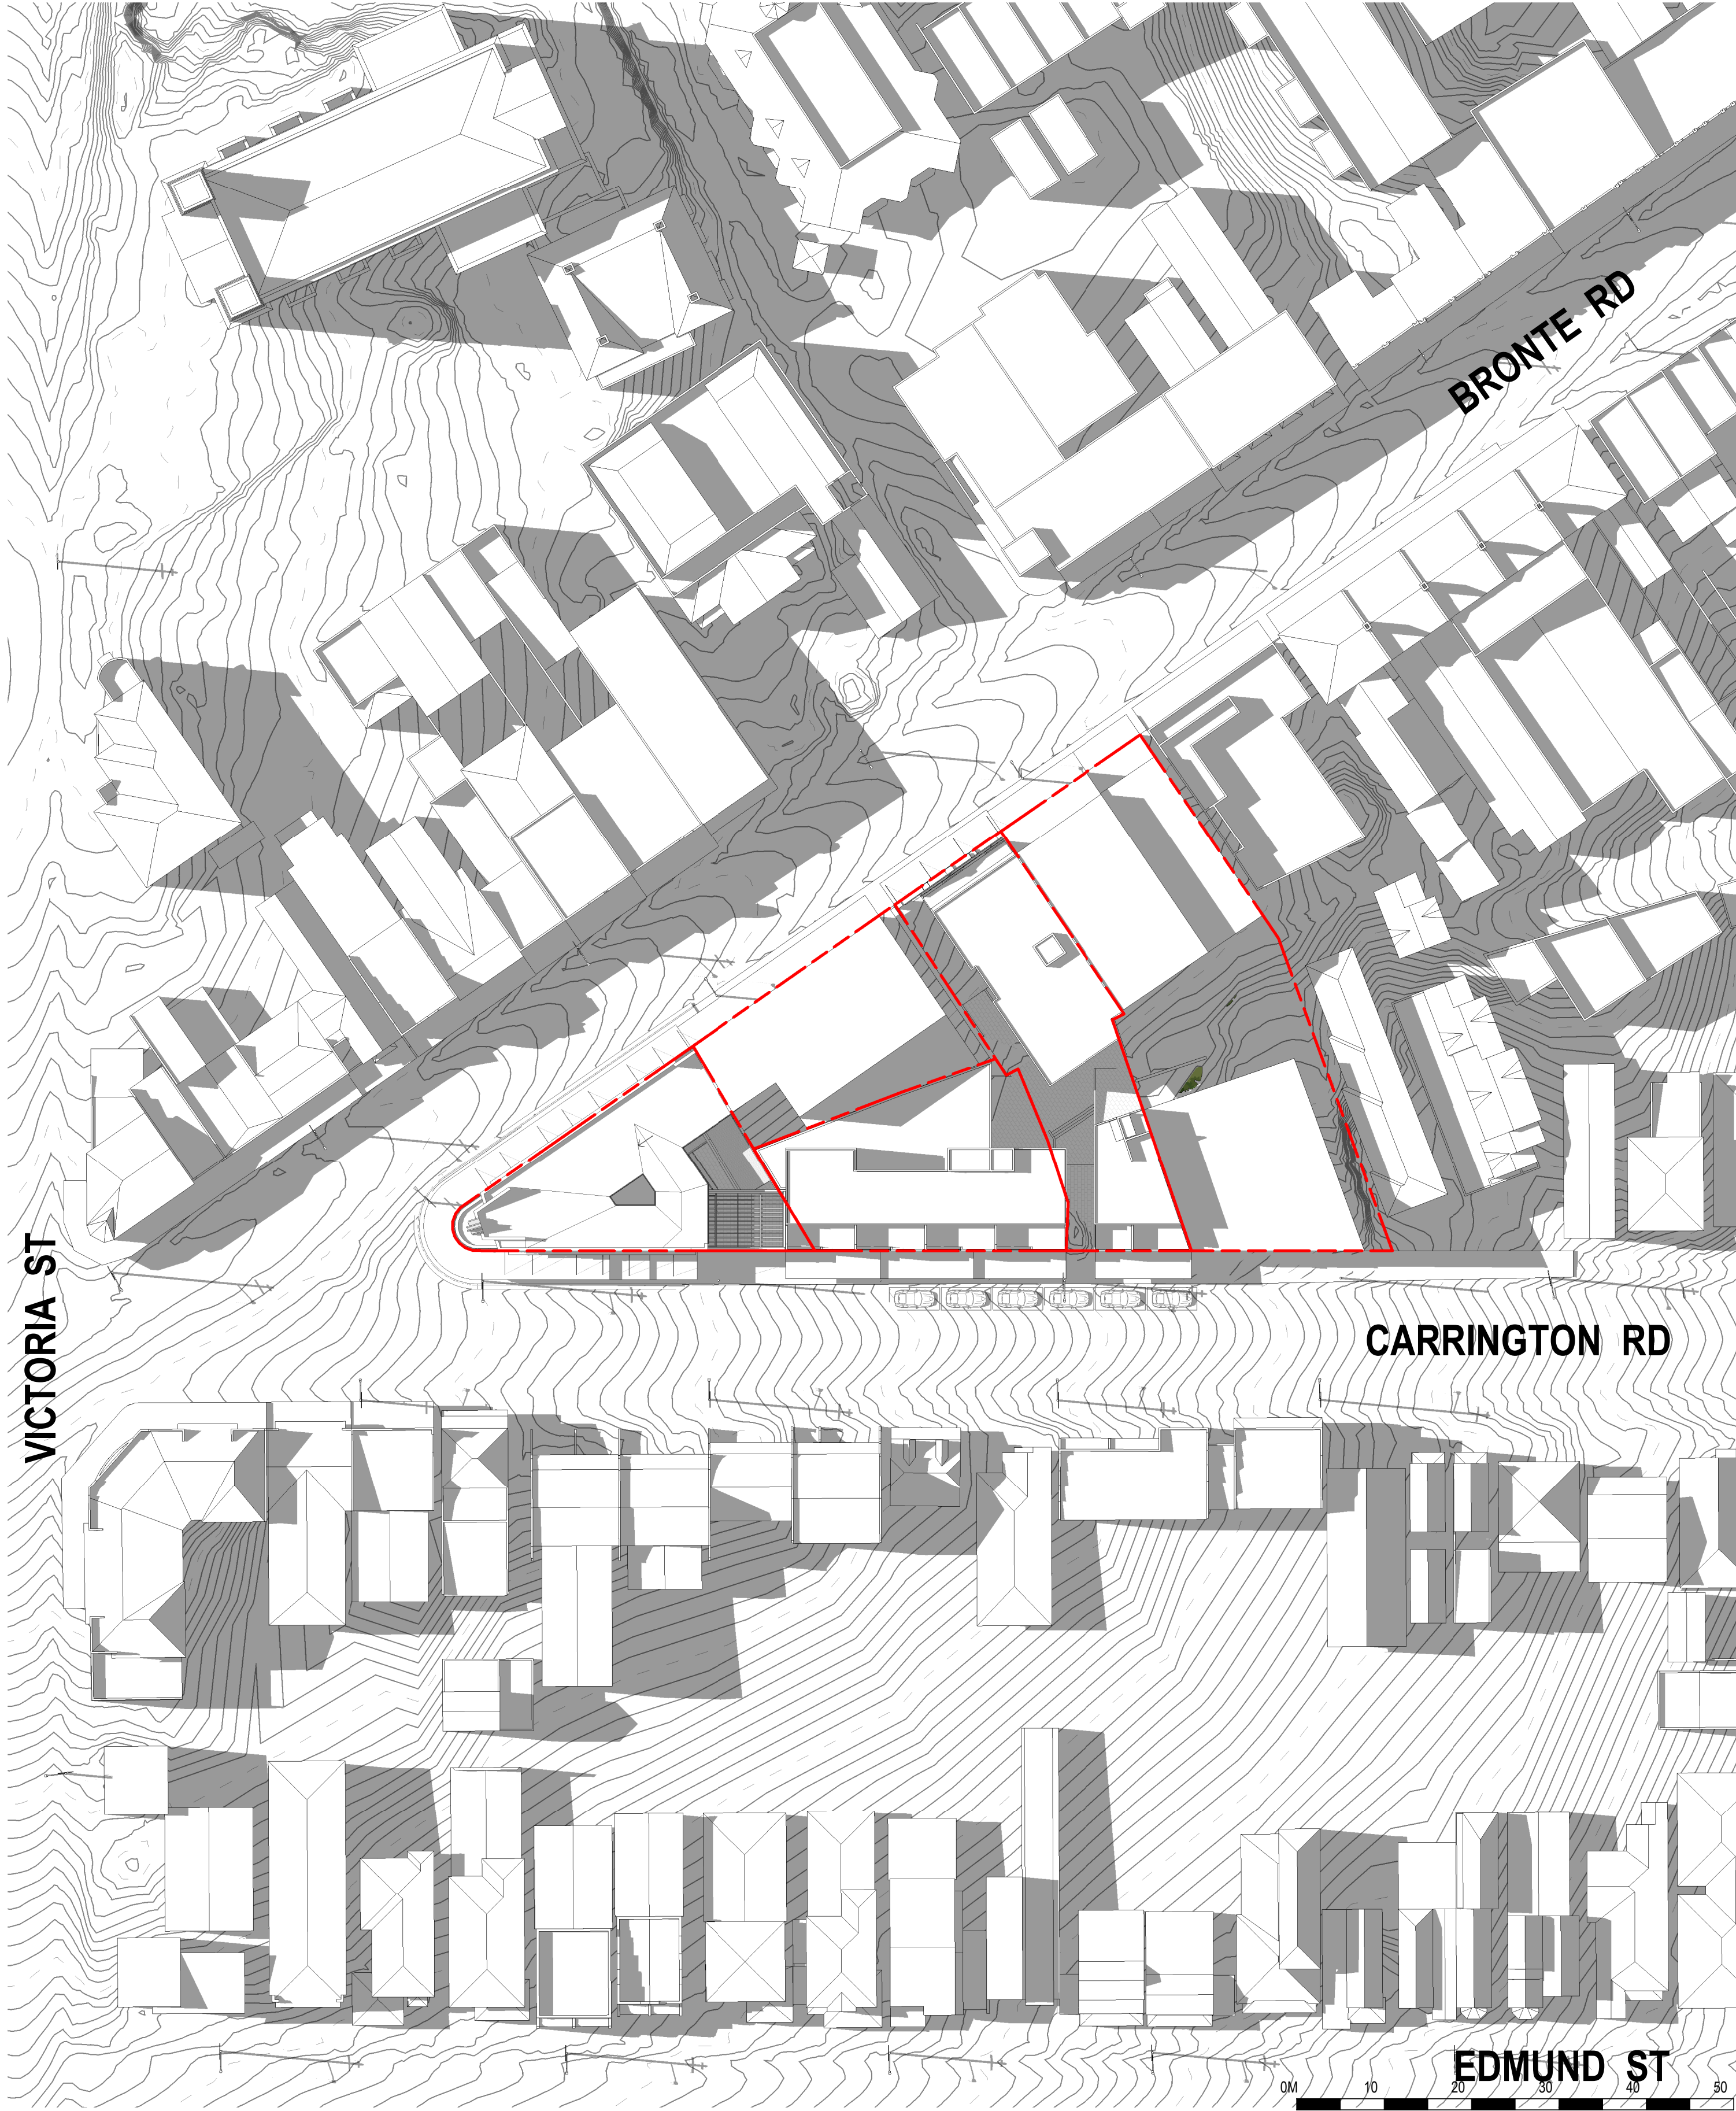 BRONTE RD
VICTORIA ST
CARRINGTON RD
EDMUND ST
0M 10 20 30 40 50